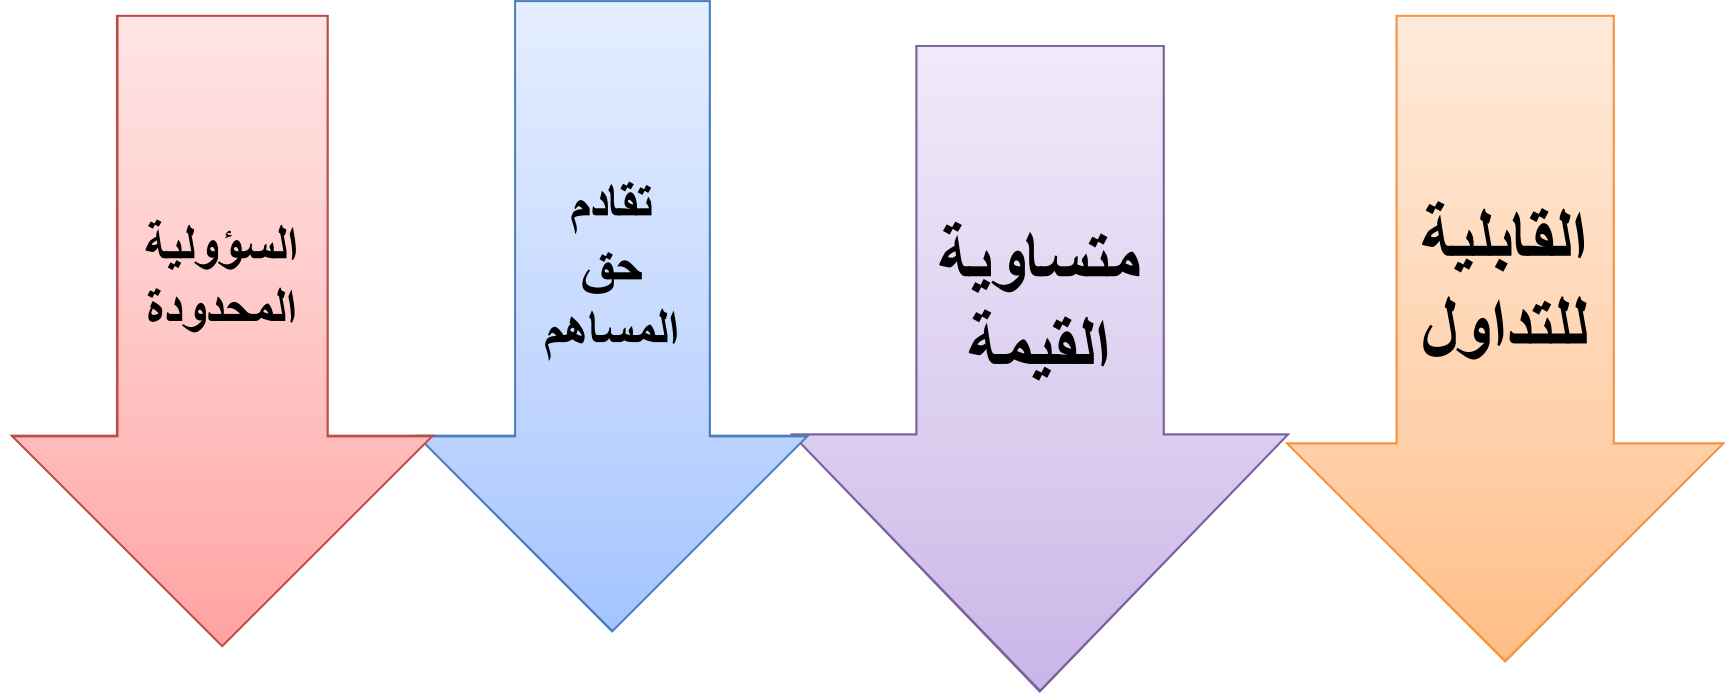 القابلية
للتداول
متساوية
القيمة
تقادم
حق
المساهم
السؤولية
المحدودة